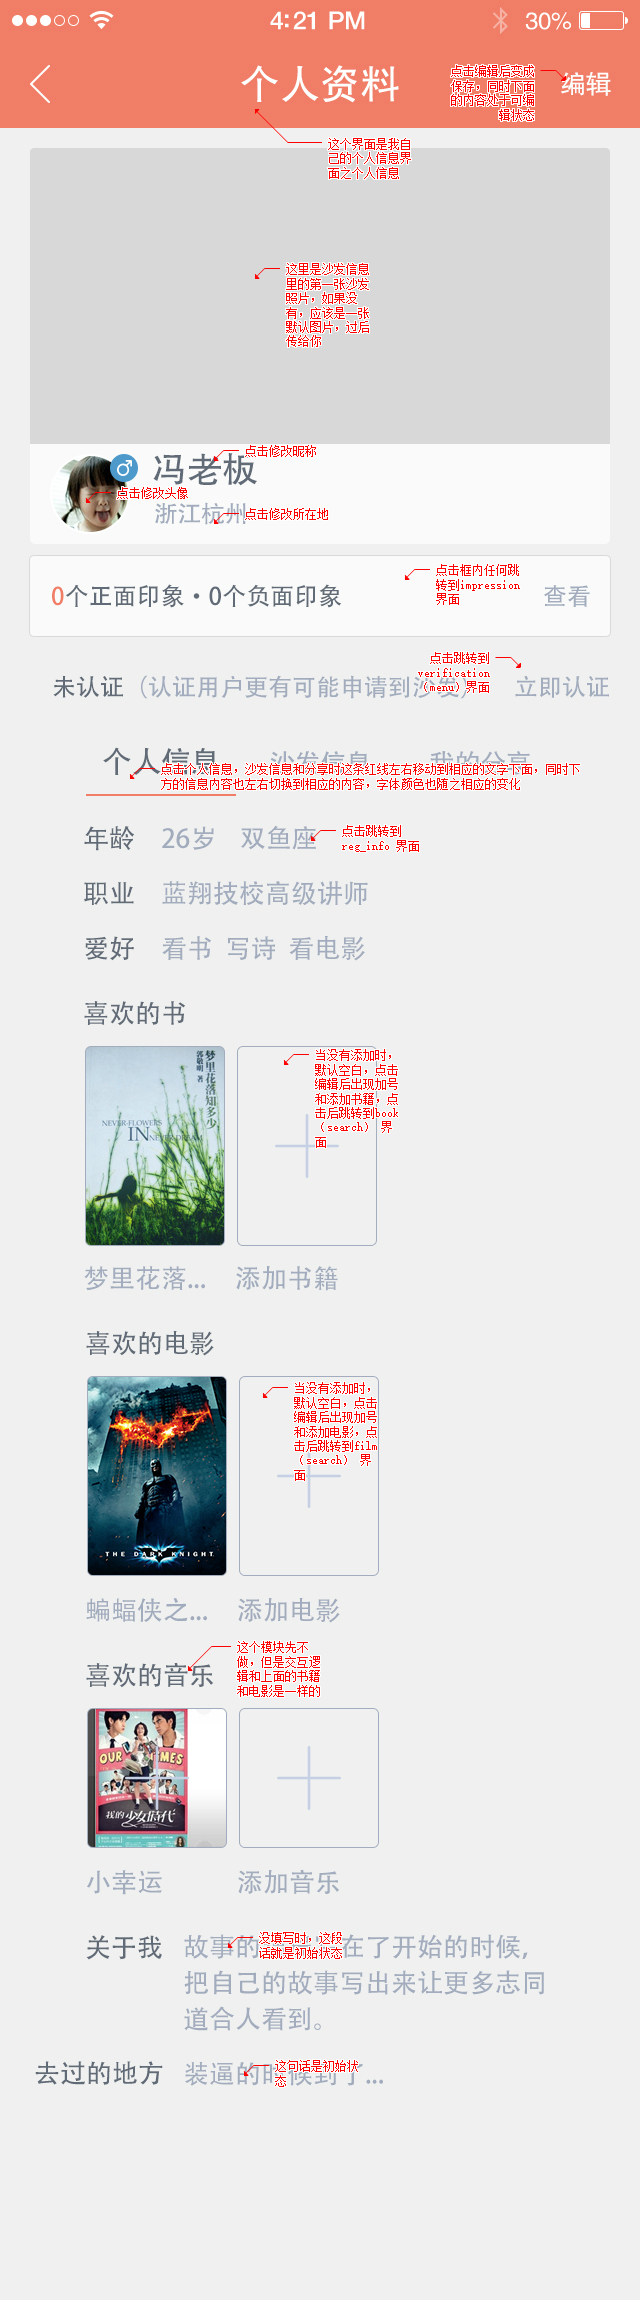 4:21 PM
30%
个人资料
编辑
点击编辑后变成
保存，同时下面
的内容处于可编
辑状态
这个界面是我自
己的个人信息界
面之个人信息
这里是沙发信息
里的第一张沙发
照片，如果没
有，应该是一张
默认图片，过后
传给你
冯老板
点击修改昵称
点击修改头像
浙江杭州
点击修改所在地
0个正面印象·0个负面印象
点击框内任何跳
转到impression
界面
查看
点击跳转到
verification
（menu）界面
未认证（认证用户更有可能申请到沙发）
立即认证
个人信息
沙发信息
我的分享
点击个人信息，沙发信息和分享时这条红线左右移动到相应的文字下面，同时下
方的信息内容也左右切换到相应的内容，字体颜色也随之相应的变化
年龄 26岁 双鱼座
点击跳转到
reg_info 界面
职业 蓝翔技校高级讲师
爱好 看书 写诗 看电影
喜欢的书
梦里花落知多少
郭敬明 著
NEVER-FLOWERS
IN NEVER DREAM
当没有添加时，
默认空白，点击
编辑后出现加号
和添加书籍，点
击后跳转到book
（search） 界
面
梦里花落... 添加书籍
喜欢的电影
THE DARK KNIGHT
当没有添加时，
默认空白，点击
编辑后出现加号
和添加电影，点
击后跳转到film
（search） 界
面
蝙蝠侠之... 添加电影
喜欢的音乐
这个模块先不
做，但是交互逻
辑和上面的书籍
和电影是一样的
OUR TIMES
我的少女時代
小幸运 添加音乐
关于我
没填写时，这段
话就是初始状态
故事的 在了开始的时候，
把自己的故事写出来让更多志同
道合人看到。
去过的地方 装逼的时候到了...
这句话是初始状
态